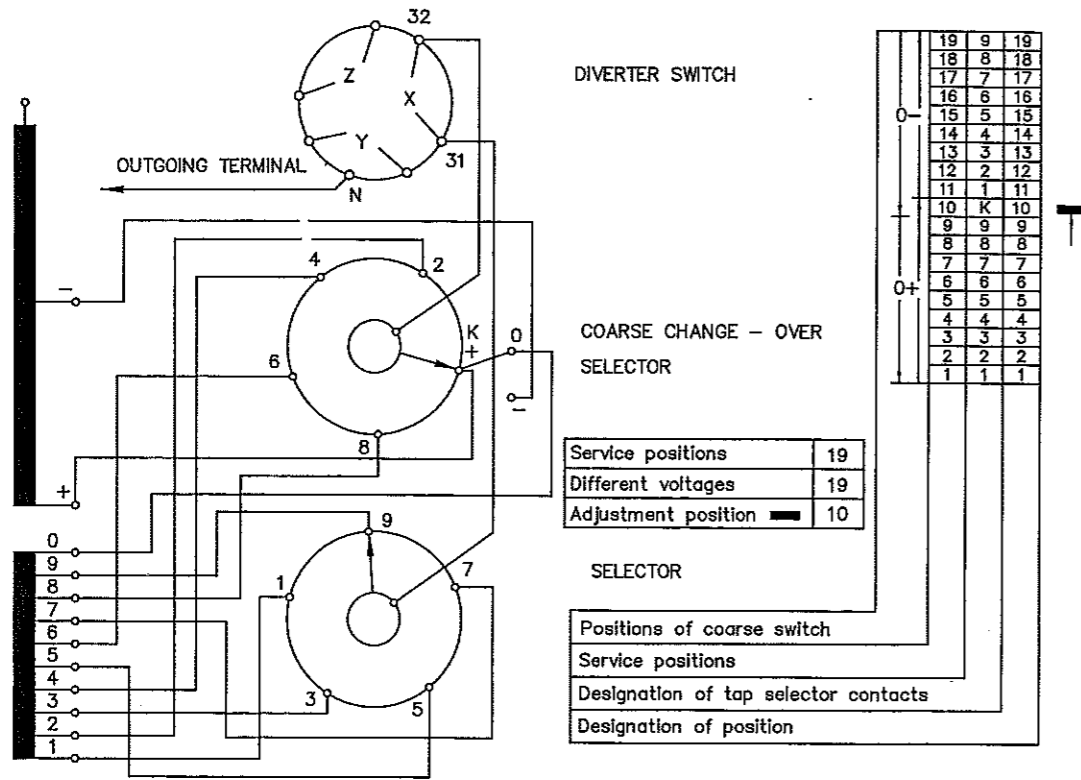 32
Z
X
Y
31
N
OUTGOING TERMINAL
DIVERTER SWITCH
−
+
4
2
K
+
0
−
6
8
COARSE CHANGE – OVER
SELECTOR
0
9
8
7
6
5
4
3
2
1
9
1
7
3
5
SELECTOR
Service positions 19
Different voltages 19
Adjustment position 10
0−
0+
19 9 19
18 8 18
17 7 17
16 6 16
15 5 15
14 4 14
13 3 13
12 2 12
11 1 11
10 K 10
9 9 9
8 8 8
7 7 7
6 6 6
5 5 5
4 4 4
3 3 3
2 2 2
1 1 1
Positions of coarse switch
Service positions
Designation of tap selector contacts
Designation of position